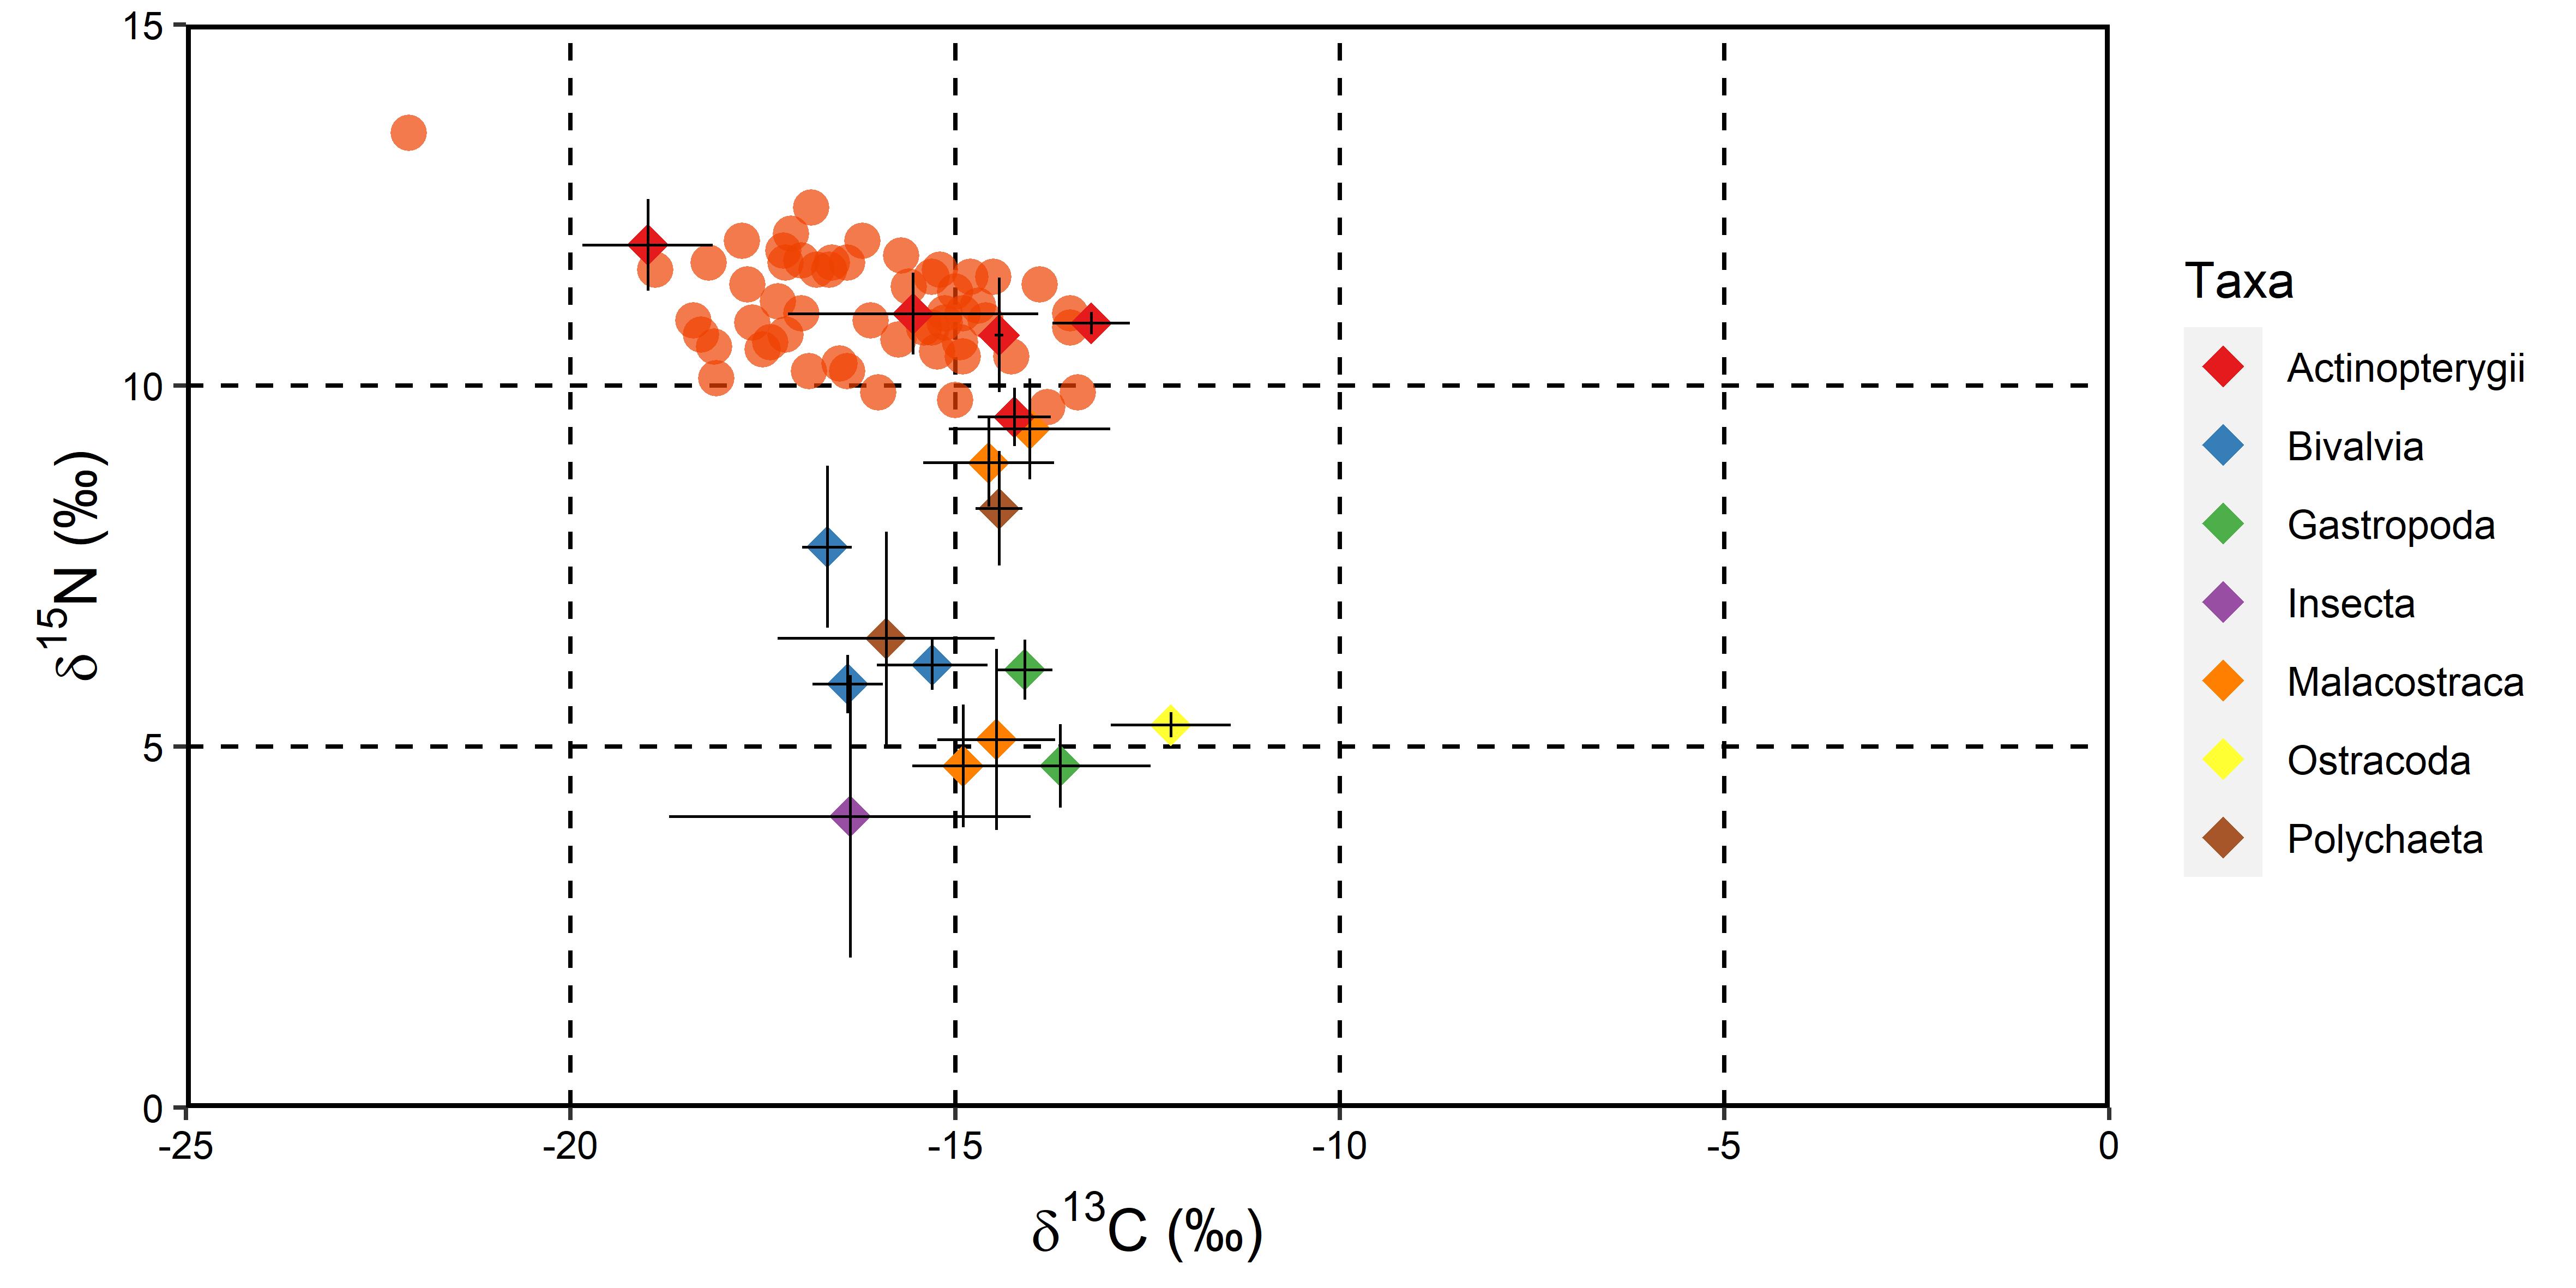 15
10
5
0
δ15N (‰)
-25
-20
-15
-10
-5
0
δ13C (‰)
Taxa
Actinopterygii
Bivalvia
Gastropoda
Insecta
Malacostraca
Ostracoda
Polychaeta